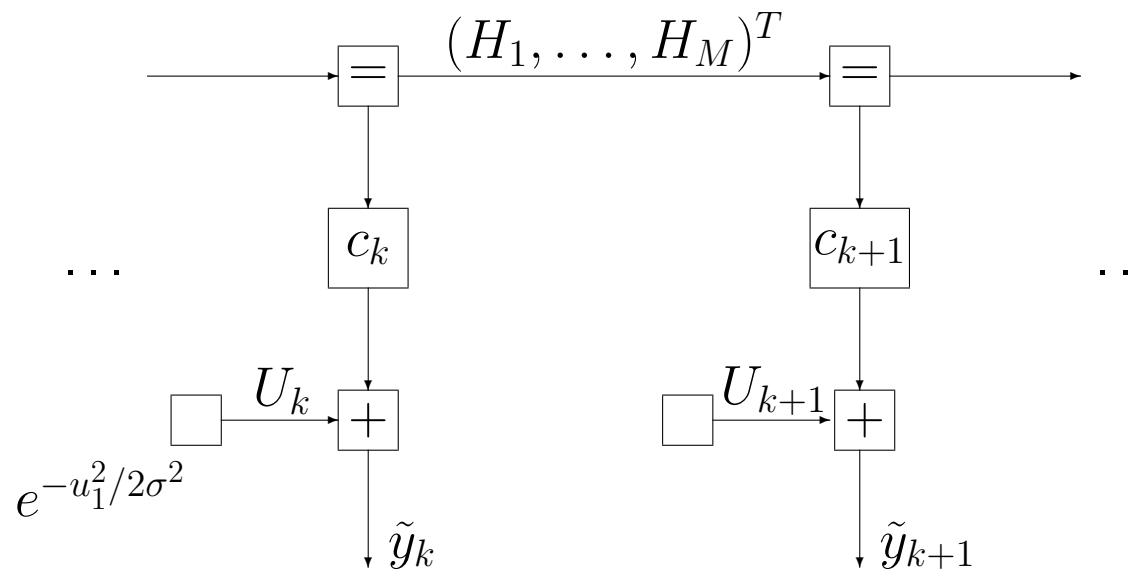 (H_1, . . . , H_M)^T
= =
c_k c_{k+1}
. . . . .
U_k + U_{k+1} +
e^{-u_1^2/2σ^2}
ỹ_k ỹ_{k+1}